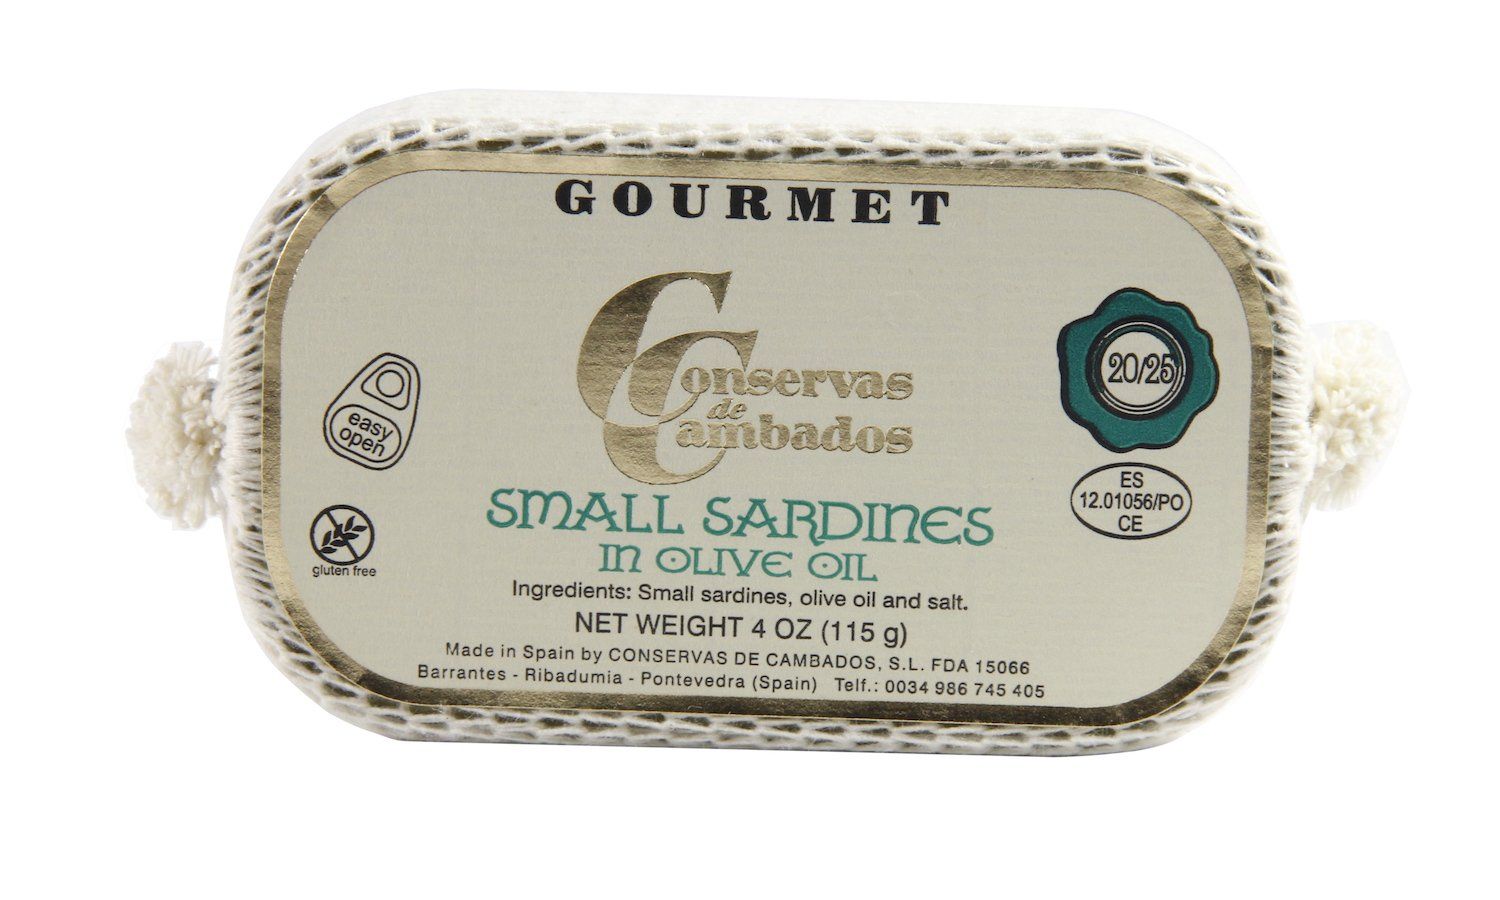 GOURMET
Conservas
de
Cambados
20/25
easy
open
ES
12.01056/PO
CE
SMALL SARDINES
IN OLIVE OIL
gluten free
Ingredients: Small sardines, olive oil and salt.
NET WEIGHT 4 OZ (115 g)
Made in Spain by CONSERVAS DE CAMBADOS, S.L. FDA 15066
Barrantes - Ribadumia - Pontevedra (Spain) Telf.: 0034 986 745 405